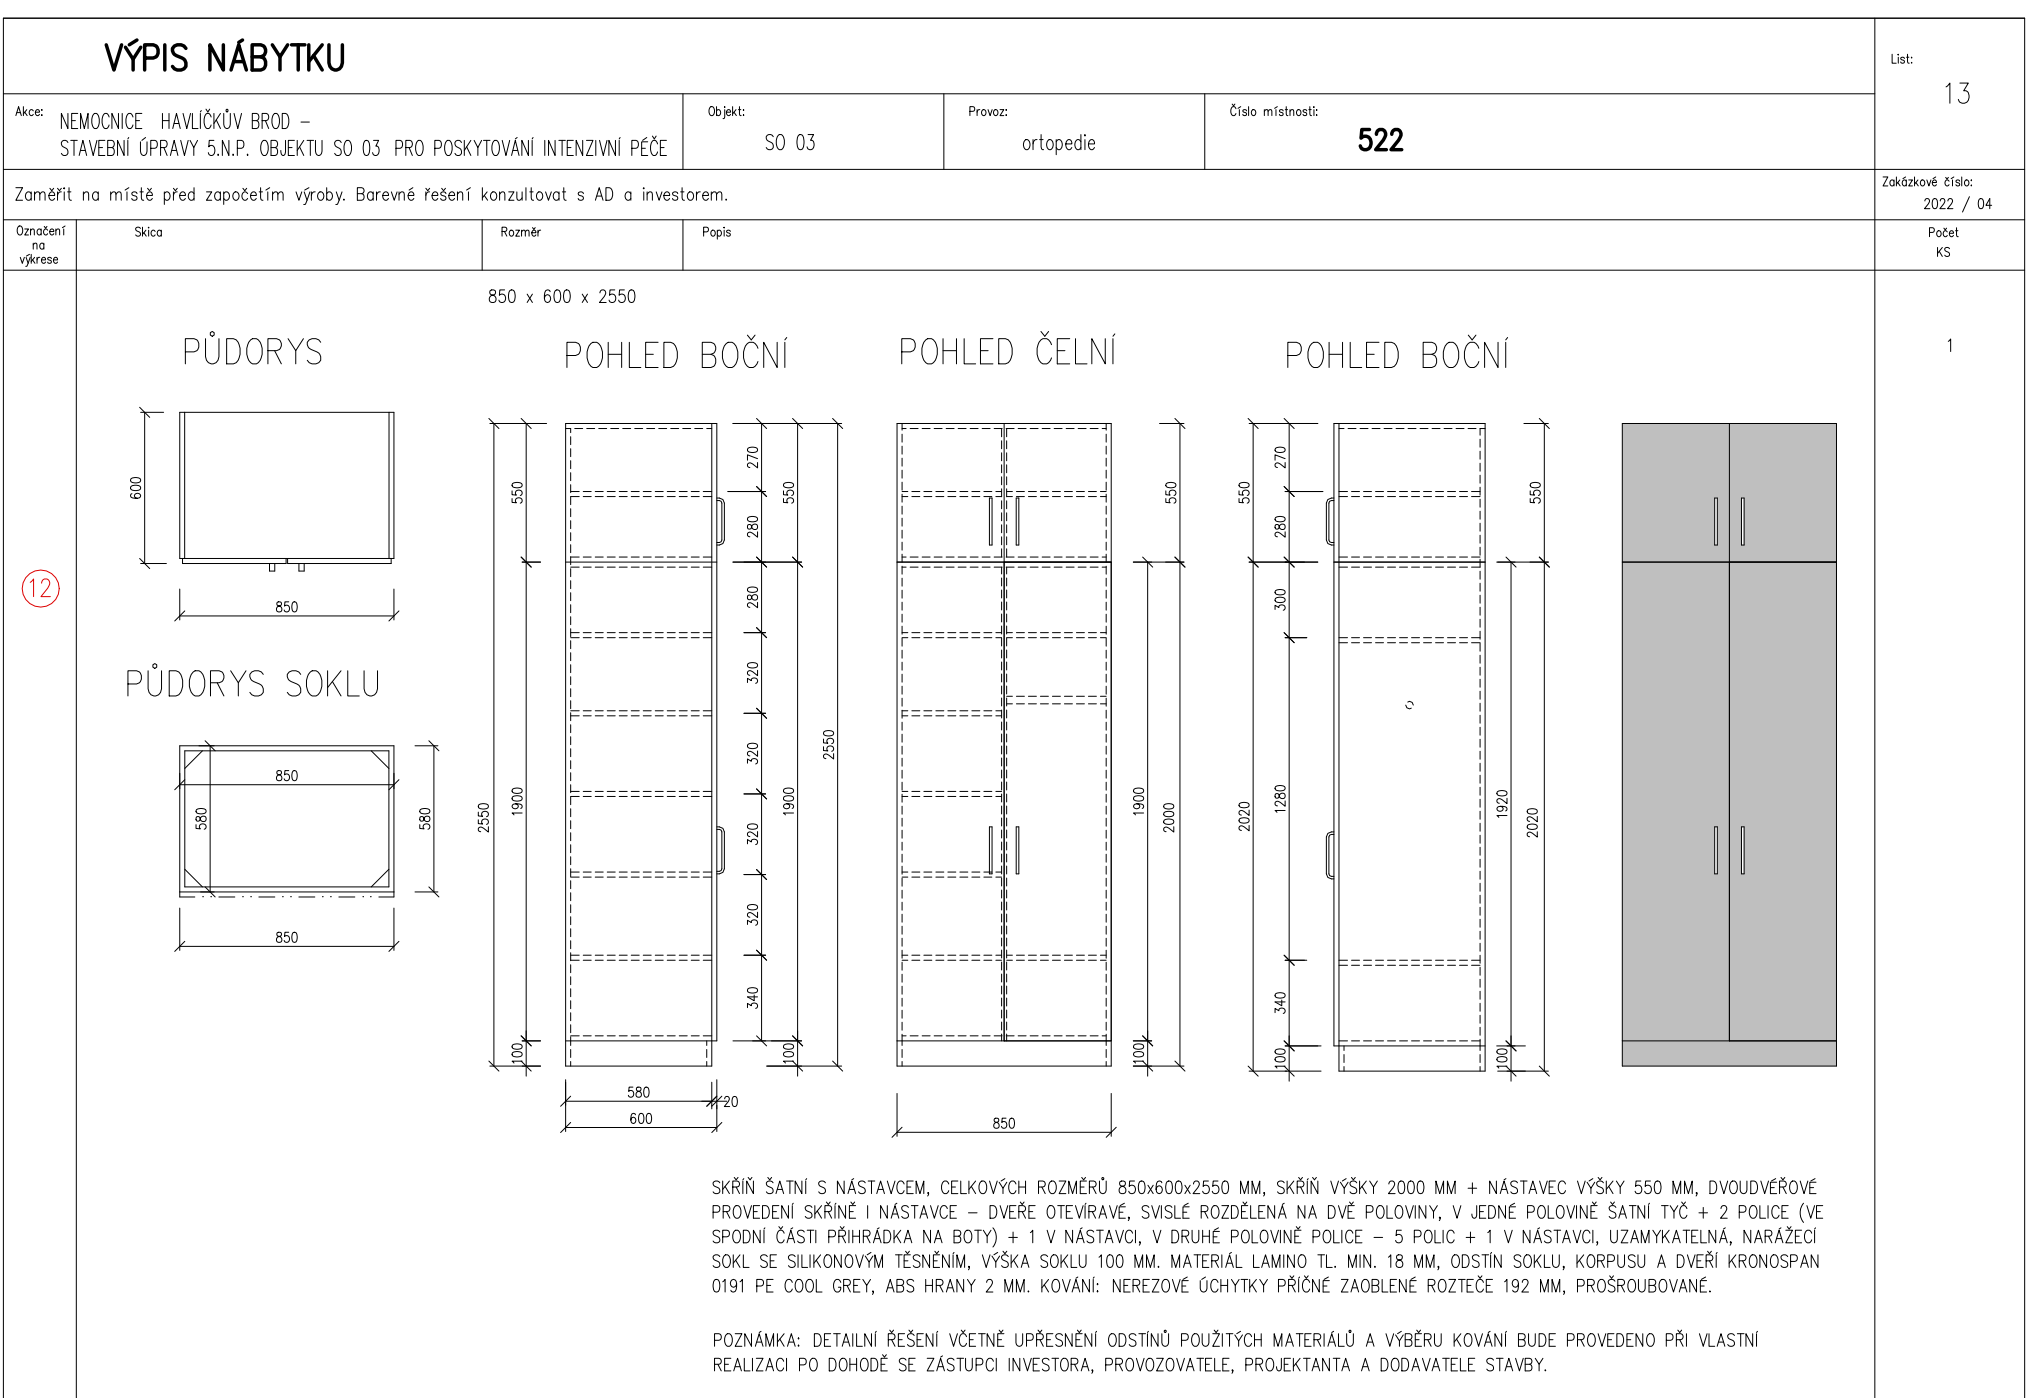 VÝPIS NÁBYTKU
List:
13
Akce:
NEMOCNICE HAVLÍČKŮV BROD –
STAVEBNÍ ÚPRAVY 5.N.P. OBJEKTU SO 03 PRO POSKYTOVÁNÍ INTENZIVNÍ PÉČE
Objekt:
SO 03
Provoz:
ortopedie
Číslo místnosti:
522
Zaměřit na místě před započetím výroby. Barevné řešení konzultovat s AD a investorem.
Zakázkové číslo:
2022 / 04
Označení
na
výkrese
Skica
Rozměr
Popis
Počet
KS
850 x 600 x 2550
1
12
PŮDORYS
600
850
PŮDORYS SOKLU
850
580
580
850
POHLED BOČNÍ
2550
550
1900
100
270
280
280
320
320
320
320
340
550
1900
100
2550
580
20
600
POHLED ČELNÍ
550
1900
2000
100
850
POHLED BOČNÍ
550
2020
270
280
300
1280
340
100
1920
100
550
2020
SKŘÍŇ ŠATNÍ S NÁSTAVCEM, CELKOVÝCH ROZMĚRŮ 850x600x2550 MM, SKŘÍŇ VÝŠKY 2000 MM + NÁSTAVEC VÝŠKY 550 MM, DVOUDVÉŘOVÉ
PROVEDENÍ SKŘÍNĚ I NÁSTAVCE – DVEŘE OTEVÍRAVÉ, SVISLÉ ROZDĚLENÁ NA DVĚ POLOVINY, V JEDNÉ POLOVINĚ ŠATNÍ TYČ + 2 POLICE (VE
SPODNÍ ČÁSTI PŘIHRÁDKA NA BOTY) + 1 V NÁSTAVCI, V DRUHÉ POLOVINĚ POLICE – 5 POLIC + 1 V NÁSTAVCI, UZAMYKATELNÁ, NARÁŽECÍ
SOKL SE SILIKONOVÝM TĚSNĚNÍM, VÝŠKA SOKLU 100 MM. MATERIÁL LAMINO TL. MIN. 18 MM, ODSTÍN SOKLU, KORPUSU A DVEŘÍ KRONOSPAN
0191 PE COOL GREY, ABS HRANY 2 MM. KOVÁNÍ: NEREZOVÉ ÚCHYTKY PŘÍČNÉ ZAOBLENÉ ROZTEČE 192 MM, PROŠROUBOVANÉ.
POZNÁMKA: DETAILNÍ ŘEŠENÍ VČETNĚ UPŘESNĚNÍ ODSTÍNŮ POUŽITÝCH MATERIÁLŮ A VÝBĚRU KOVÁNÍ BUDE PROVEDENO PŘI VLASTNÍ
REALIZACI PO DOHODĚ SE ZÁSTUPCI INVESTORA, PROVOZOVATELE, PROJEKTANTA A DODAVATELE STAVBY.